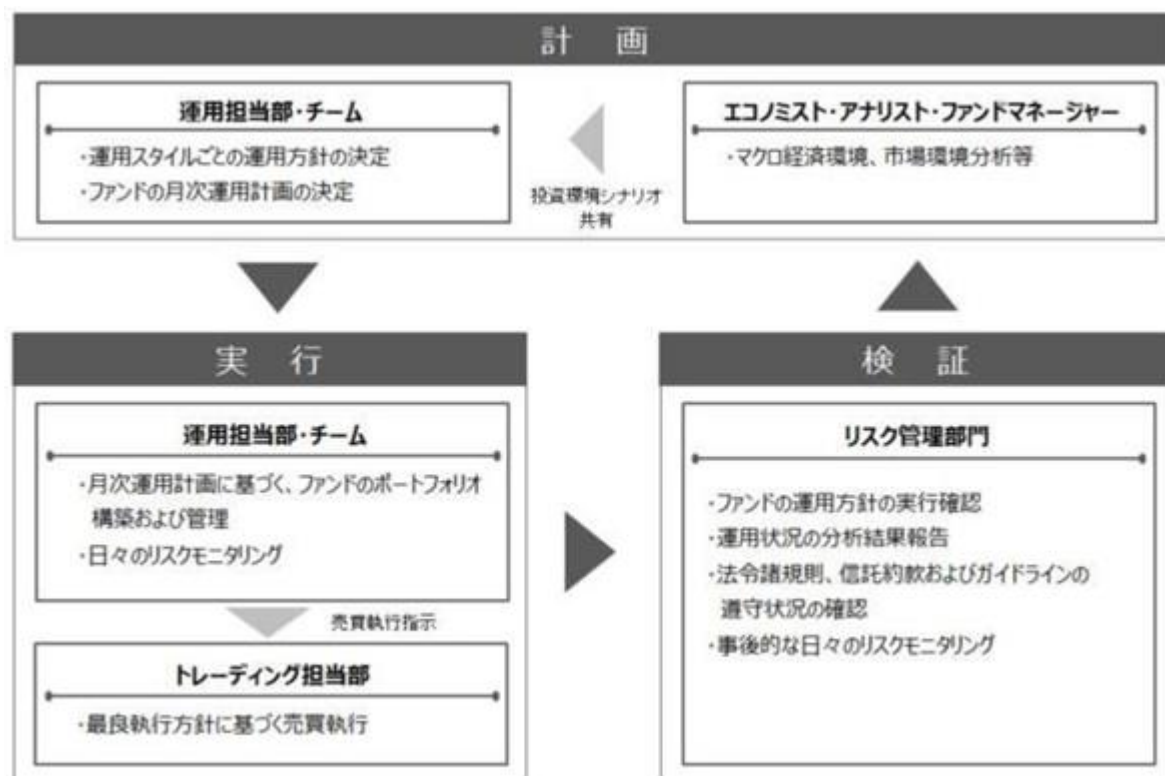 計 画
運用担当部・チーム
・運用スタイルごとの運用方針の決定
・ファンドの月次運用計画の決定
投資環境シナリオ
共有
エコノミスト・アナリスト・ファンドマネージャー
・マクロ経済環境、市場環境分析等
実 行
運用担当部・チーム
・月次運用計画に基づく、ファンドのポートフォリオ
構築および管理
・日々のリスクモニタリング
売買執行指示
トレーディング担当部
・最良執行方針に基づく売買執行
検 証
リスク管理部門
・ファンドの運用方針の実行確認
・運用状況の分析結果報告
・法令諸規則、信託約款およびガイドラインの
遵守状況の確認
・事後的な日々のリスクモニタリング